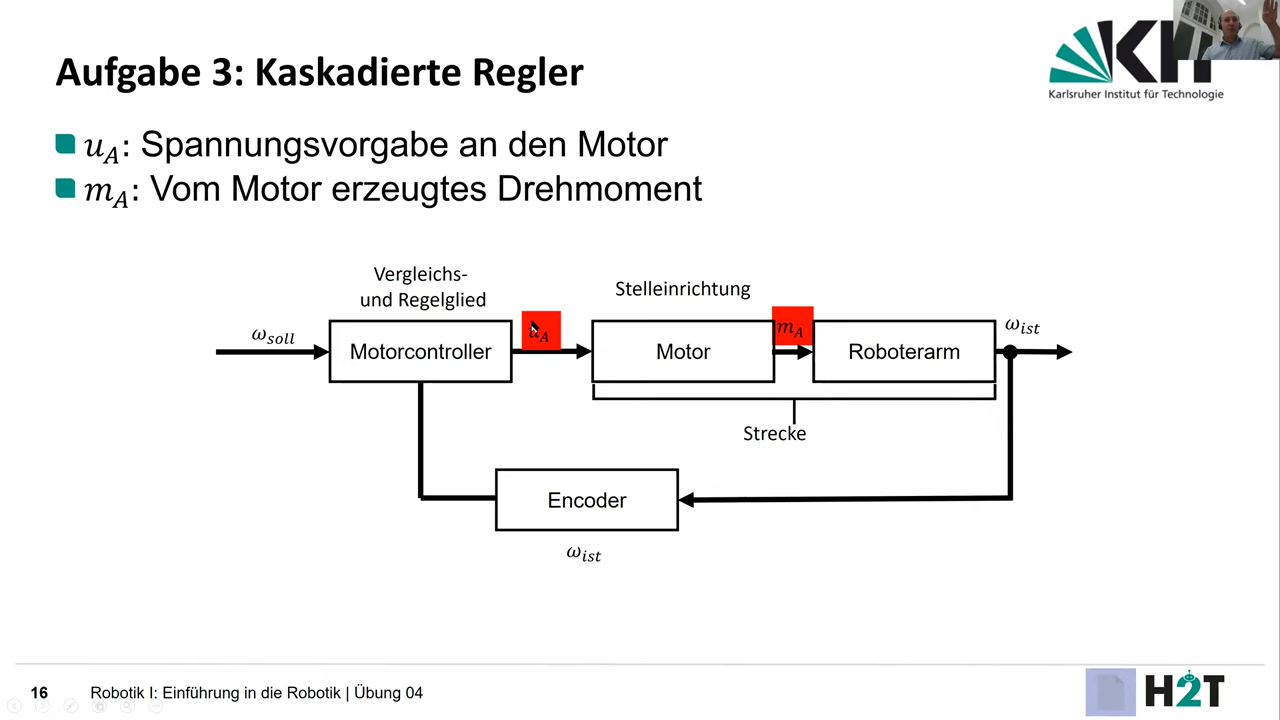 Aufgabe 3: Kaskadierte Regler
Karlsruher Institut für Technologie
u_A: Spannungsvorgabe an den Motor
m_A: Vom Motor erzeugtes Drehmoment
Vergleichs-
und Regelglied
Stelleinrichtung
ω_soll
Motorcontroller
u_A
Motor
m_A
Roboterarm
ω_ist
Strecke
Encoder
ω_ist
16 Robotik I: Einführung in die Robotik | Übung 04
H2T